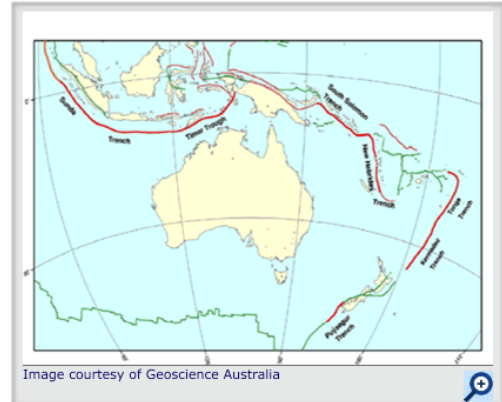 Sunda
Trench
Timor Trough
South Solomon
Trench
New Hebrides
Trench
Tonga
Trench
Kermadec
Trench
Puysegur
Trench
Image courtesy of Geoscience Australia